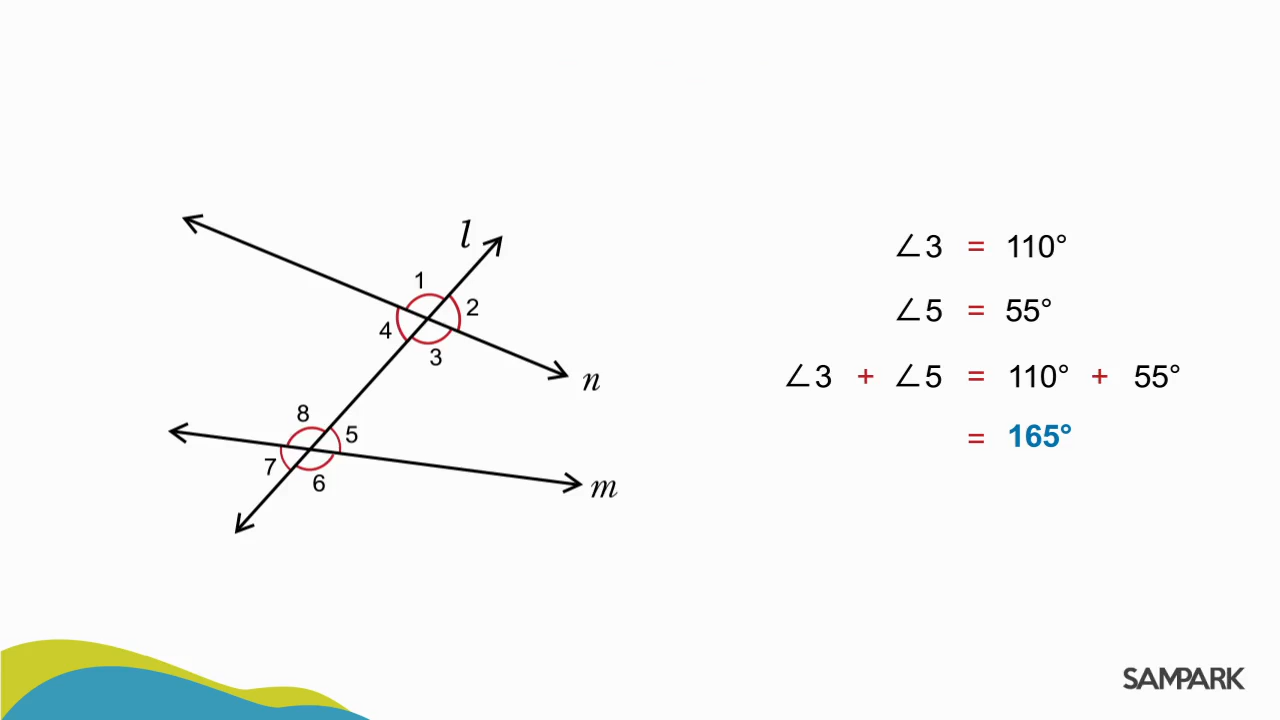 l
1
2
4
3
n
8
5
7
6
m
∠3 = 110°
∠5 = 55°
∠3 + ∠5 = 110° + 55°
= 165°
SAMPARK